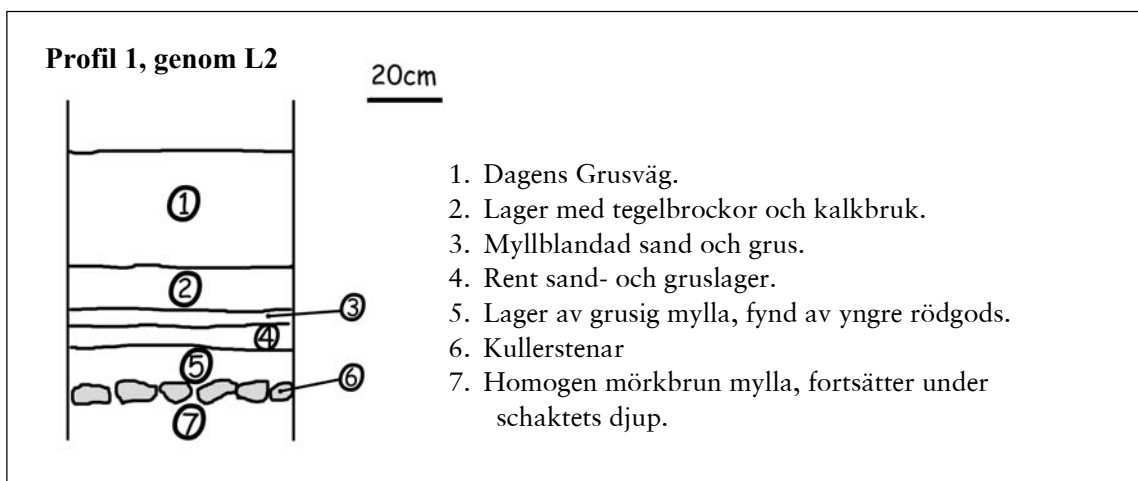 Profil 1, genom L2
20cm
1
2
3
4
5
6
7
1. Dagens Grusväg.
2. Lager med tegelbrockor och kalkbruk.
3. Myllblandad sand och grus.
4. Rent sand- och gruslager.
5. Lager av grusig mylla, fynd av yngre rödgods.
6. Kullerstenar
7. Homogen mörkbrun mylla, fortsätter under
schaktets djup.